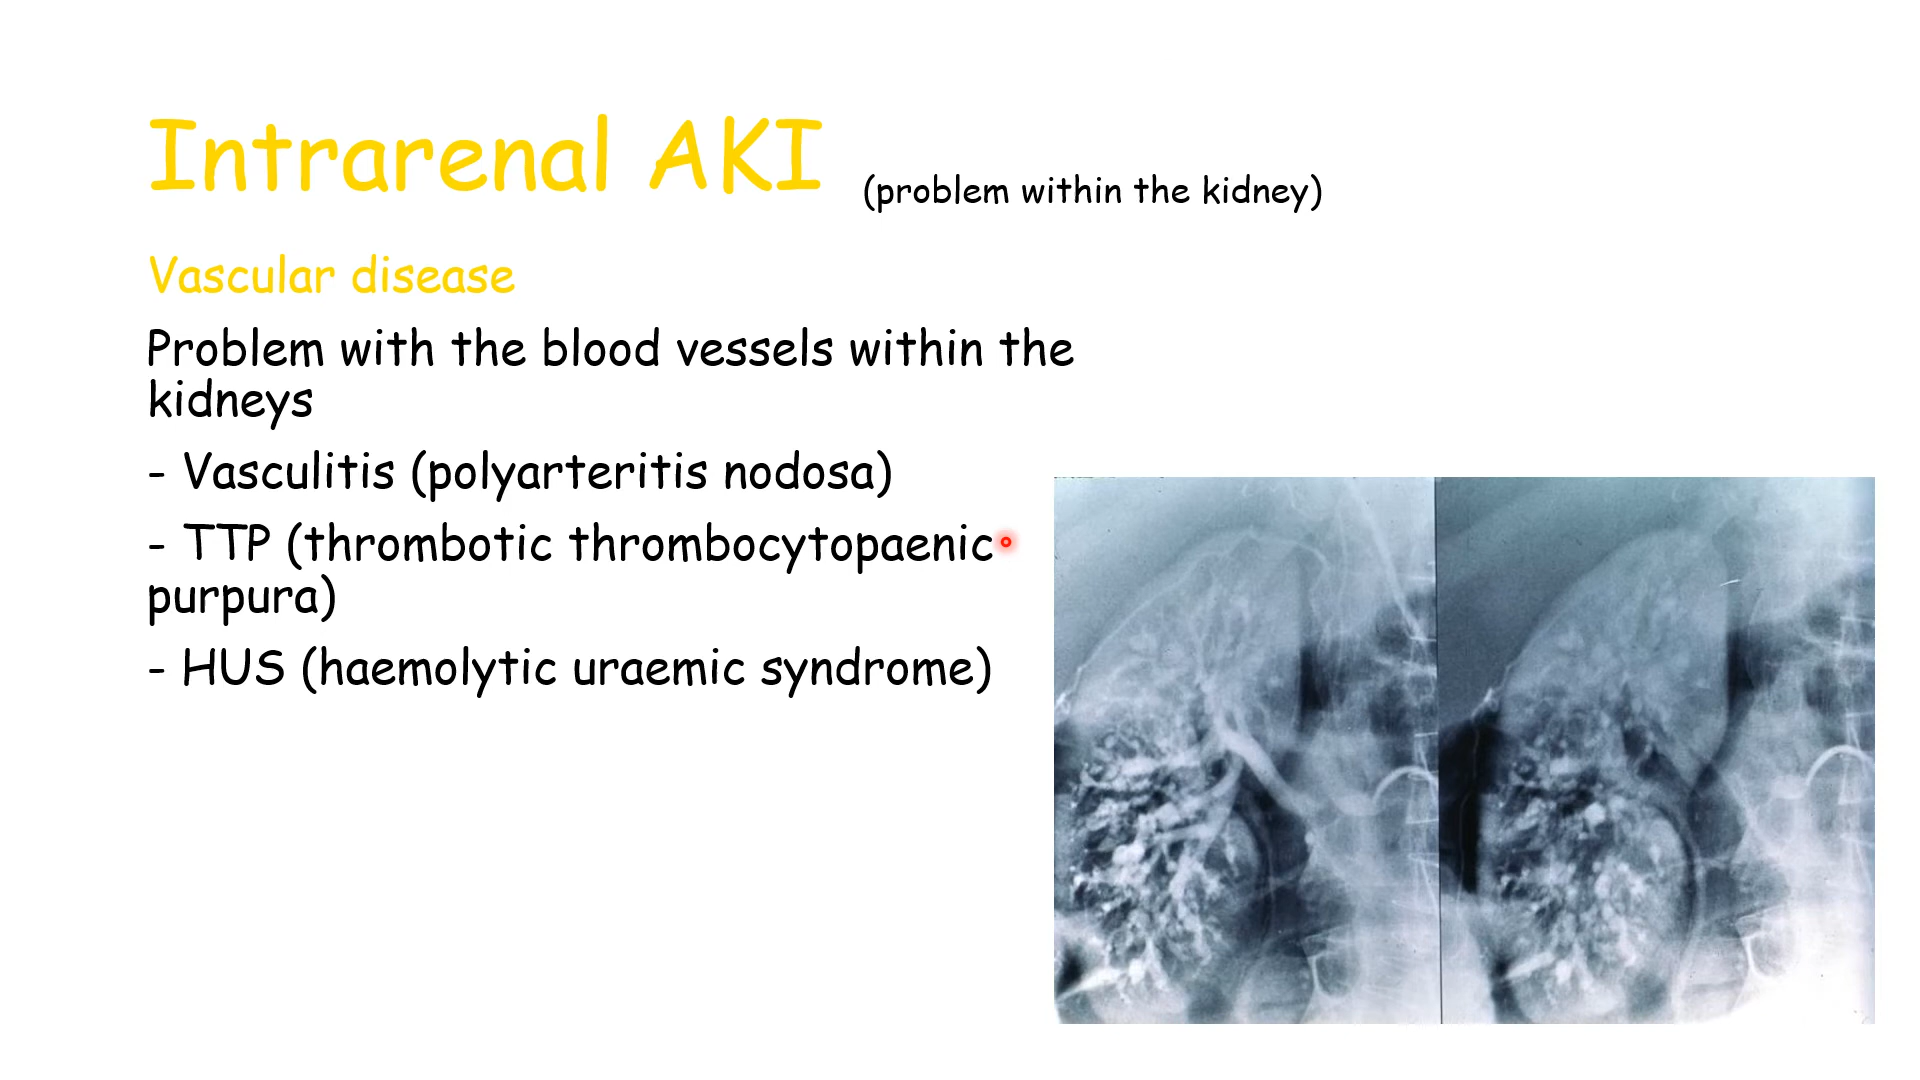 Intrarenal AKI (problem within the kidney)
Vascular disease
Problem with the blood vessels within the
kidneys
- Vasculitis (polyarteritis nodosa)
- TTP (thrombotic thrombocytopaenic
purpura)
- HUS (haemolytic uraemic syndrome)